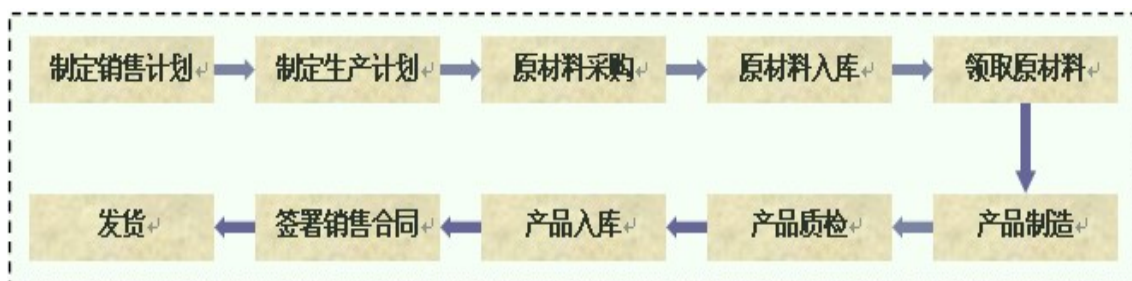 制定销售计划
制定生产计划
原材料采购
原材料入库
领取原材料
产品制造
产品质检
产品入库
签署销售合同
发货